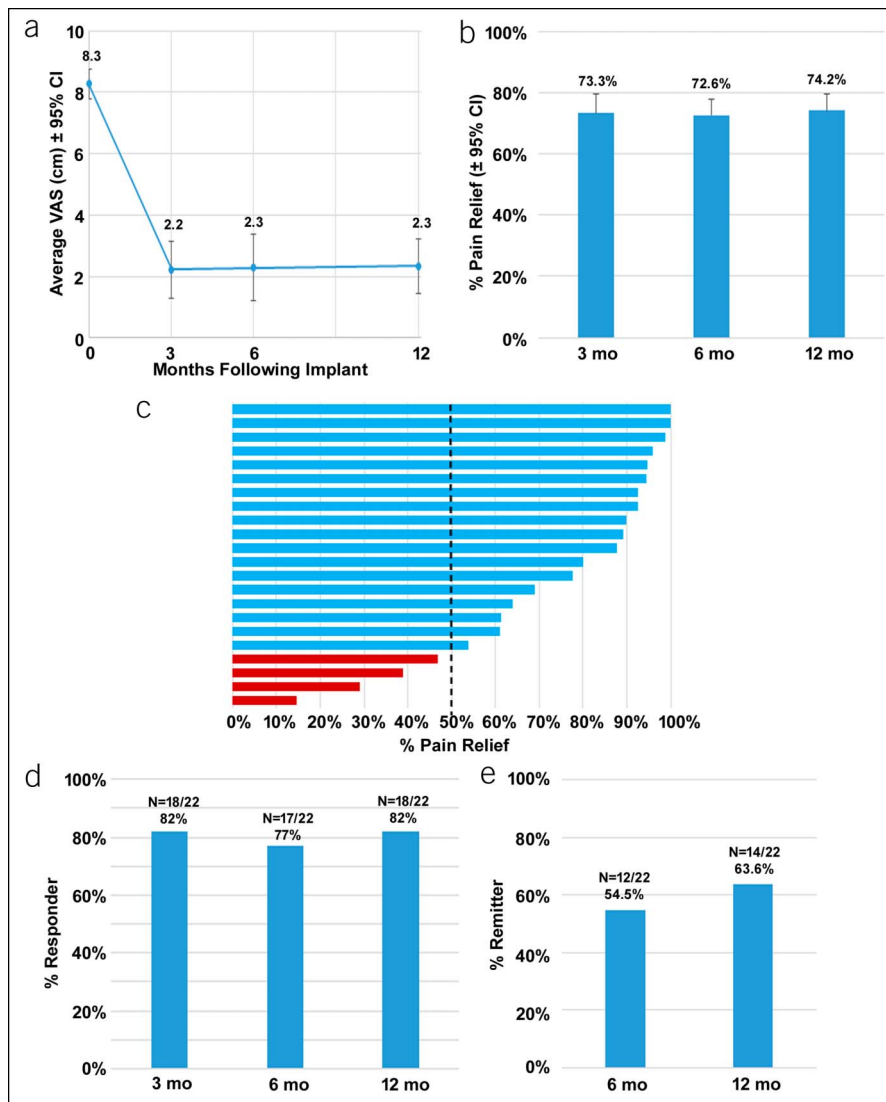 a
Average VAS (cm) ± 95% CI
10
8
6
4
2
0
8.3
2.2
2.3
2.3
0
3
6
12
Months Following Implant
b
% Pain Relief (± 95% CI)
100%
80%
60%
40%
20%
0%
73.3%
72.6%
74.2%
3 mo
6 mo
12 mo
c
0% 10% 20% 30% 40% 50% 60% 70% 80% 90% 100%
% Pain Relief
d
% Responder
100%
80%
60%
40%
20%
0%
N=18/22
82%
N=17/22
77%
N=18/22
82%
3 mo
6 mo
12 mo
e
% Remitter
100%
80%
60%
40%
20%
0%
N=12/22
54.5%
N=14/22
63.6%
6 mo
12 mo